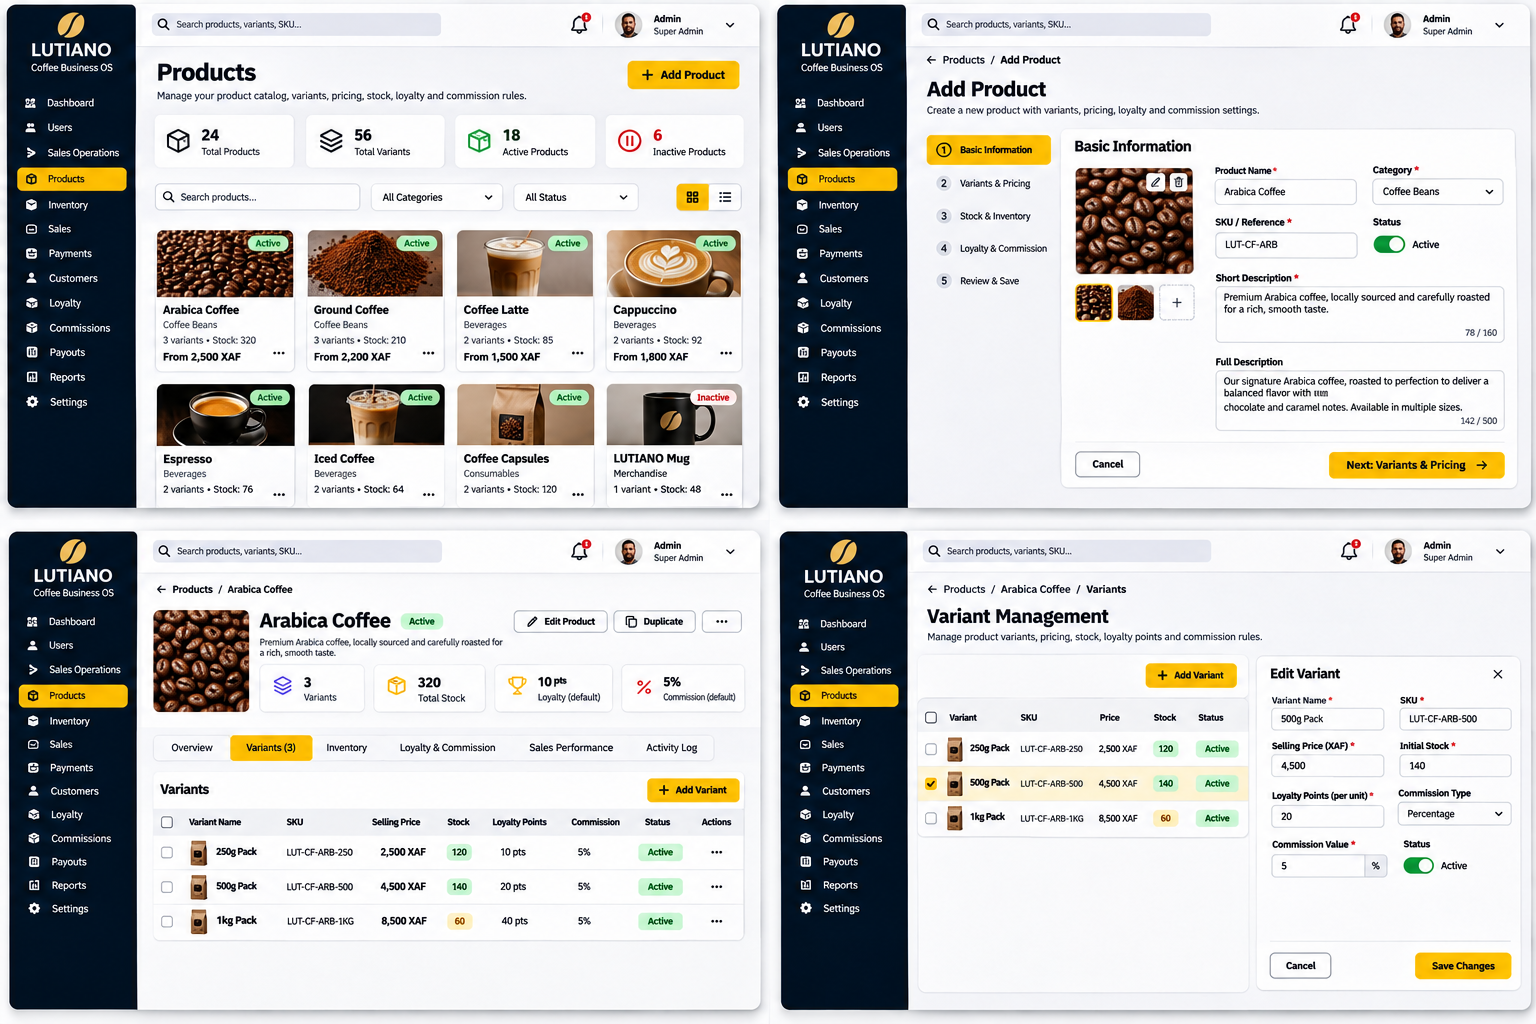 LUTIANO
Coffee Business OS
Dashboard
Users
Sales Operations
Products
Inventory
Sales
Payments
Customers
Loyalty
Commissions
Payouts
Reports
Settings
Search products, variants, SKU...
Admin
Super Admin
Products
Manage your product catalog, variants, pricing, stock, loyalty and commission rules.
+ Add Product
24
Total Products
56
Total Variants
18
Active Products
6
Inactive Products
Search products...
All Categories
All Status
Active
Arabica Coffee
Coffee Beans
3 variants • Stock: 320
From 2,500 XAF
Active
Ground Coffee
Coffee Beans
3 variants • Stock: 210
From 2,200 XAF
Active
Coffee Latte
Beverages
2 variants • Stock: 85
From 1,500 XAF
Active
Cappuccino
Beverages
2 variants • Stock: 92
From 1,800 XAF
Active
Espresso
Beverages
2 variants • Stock: 76
Active
Iced Coffee
Beverages
2 variants • Stock: 64
Active
Coffee Capsules
Consumables
2 variants • Stock: 120
Inactive
LUTIANO Mug
Merchandise
1 variant • Stock: 48
LUTIANO
Coffee Business OS
Dashboard
Users
Sales Operations
Products
Inventory
Sales
Payments
Customers
Loyalty
Commissions
Payouts
Reports
Settings
Search products, variants, SKU...
Admin
Super Admin
← Products / Add Product
Add Product
Create a new product with variants, pricing, loyalty and commission settings.
1 Basic Information
2 Variants & Pricing
3 Stock & Inventory
4 Loyalty & Commission
5 Review & Save
Basic Information
Product Name *
Arabica Coffee
Category *
Coffee Beans
SKU / Reference *
LUT-CF-ARB
Status
Active
Short Description *
Premium Arabica coffee, locally sourced and carefully roasted
for a rich, smooth taste.
78 / 160
Full Description
Our signature Arabica coffee, roasted to perfection to deliver a
balanced flavor with
chocolate and caramel notes. Available in multiple sizes.
142 / 500
Cancel
Next: Variants & Pricing →
LUTIANO
Coffee Business OS
Dashboard
Users
Sales Operations
Products
Inventory
Sales
Payments
Customers
Loyalty
Commissions
Payouts
Reports
Settings
Search products, variants, SKU...
Admin
Super Admin
← Products / Arabica Coffee
Arabica Coffee
Active
Edit Product
Duplicate
Premium Arabica coffee, locally sourced and carefully roasted for
a rich, smooth taste.
3
Variants
320
Total Stock
10 pts
Loyalty (default)
5%
Commission (default)
Overview
Variants (3)
Inventory
Loyalty & Commission
Sales Performance
Activity Log
Variants
+ Add Variant
Variant Name SKU Selling Price Stock Loyalty Points Commission Status Actions
250g Pack LUT-CF-ARB-250 2,500 XAF 120 10 pts 5% Active
500g Pack LUT-CF-ARB-500 4,500 XAF 140 20 pts 5% Active
1kg Pack LUT-CF-ARB-1KG 8,500 XAF 60 40 pts 5% Active
LUTIANO
Coffee Business OS
Dashboard
Users
Sales Operations
Products
Inventory
Sales
Payments
Customers
Loyalty
Commissions
Payouts
Reports
Settings
Search products, variants, SKU...
Admin
Super Admin
← Products / Arabica Coffee / Variants
Variant Management
Manage product variants, pricing, stock, loyalty points and commission rules.
+ Add Variant
Variant SKU Price Stock Status
250g Pack LUT-CF-ARB-250 2,500 XAF 120 Active
500g Pack LUT-CF-ARB-500 4,500 XAF 140 Active
1kg Pack LUT-CF-ARB-1KG 8,500 XAF 60 Active
Edit Variant
Variant Name *
500g Pack
SKU *
LUT-CF-ARB-500
Selling Price (XAF) *
4,500
Initial Stock *
140
Loyalty Points (per unit) *
20
Commission Type
Percentage
Commission Value *
5 %
Status
Active
Cancel
Save Changes